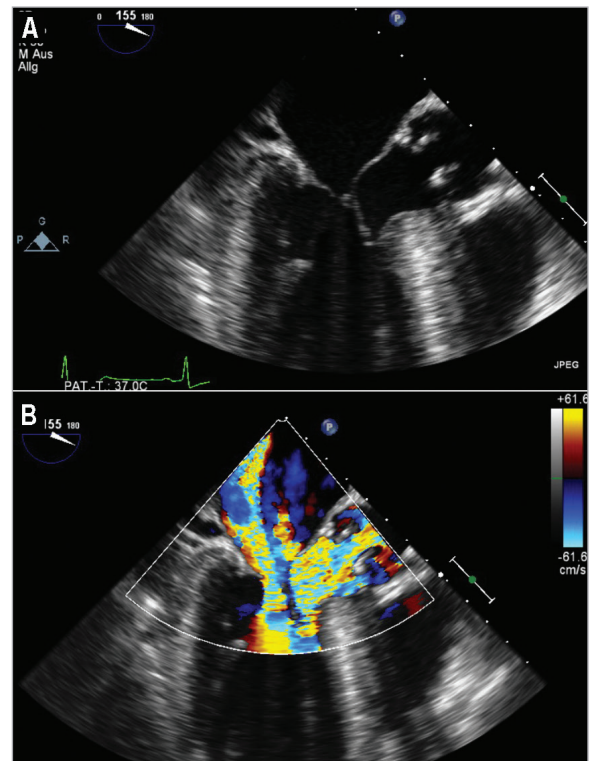 A
0 155 180
P
M Aus
Allg
G
P R
JPEG
PAT.-T.: 37.0C
B
155 180
P
+61.6
-61.6
cm/s